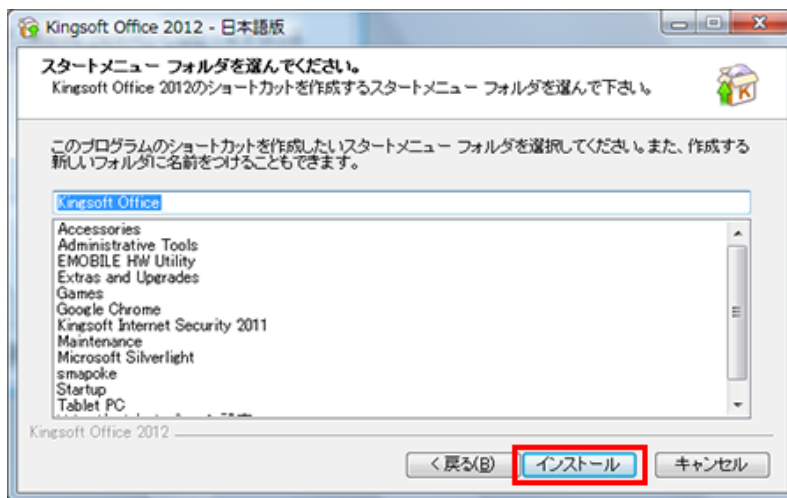 Kingsoft Office 2012 - 日本語版
スタートメニュー フォルダを選んでください。
Kingsoft Office 2012のショートカットを作成するスタートメニュー フォルダを選んで下さい。
このプログラムのショートカットを作成したいスタートメニュー フォルダを選択してください。また、作成する
新しいフォルダに名前をつけることもできます。
Kingsoft Office
Accessories
Administrative Tools
EMOBILE HW Utility
Extras and Upgrades
Games
Google Chrome
Kingsoft Internet Security 2011
Maintenance
Microsoft Silverlight
smapoke
Startup
Tablet PC
Kingsoft Office 2012
< 戻る(B)
インストール
キャンセル